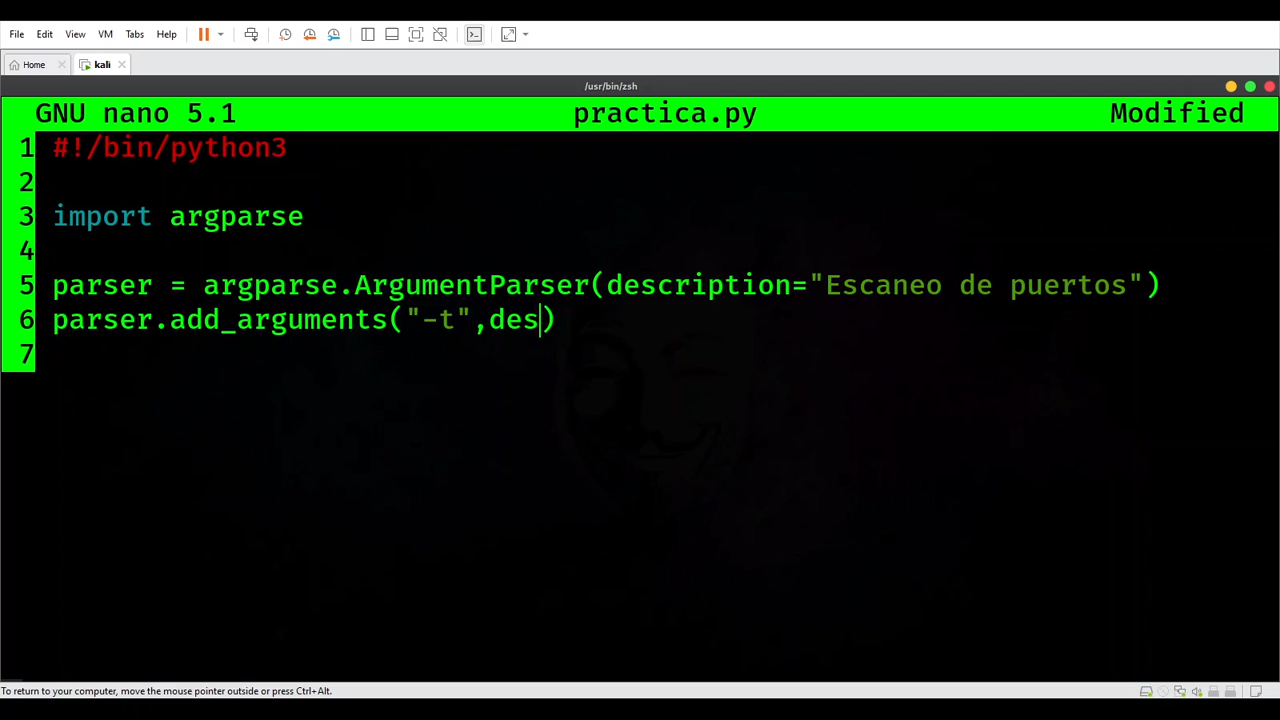 File Edit View VM Tabs Help
Home kali
/usr/bin/zsh
GNU nano 5.1 practica.py Modified
1 #!/bin/python3
2
3 import argparse
4
5 parser = argparse.ArgumentParser(description="Escaneo de puertos")
6 parser.add_arguments("-t",des)
7
To return to your computer, move the mouse pointer outside or press Ctrl+Alt.